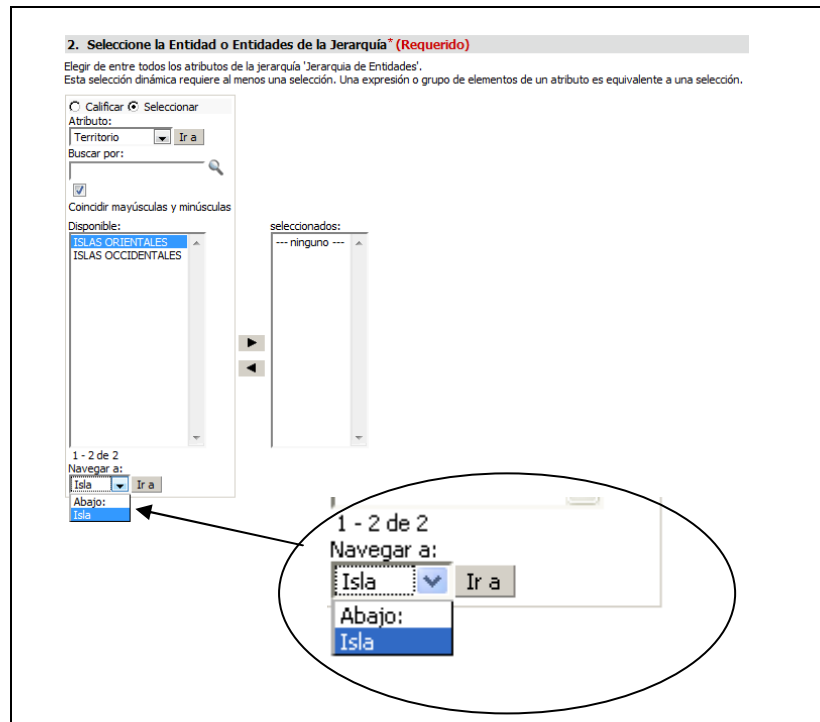 2. Seleccione la Entidad o Entidades de la Jerarquía* (Requerido)
Elegir de entre todos los atributos de la jerarquía 'Jerarquia de Entidades'.
Esta selección dinámica requiere al menos una selección. Una expresión o grupo de elementos de un atributo es equivalente a una selección.
Calificar Seleccionar
Atributo:
Territorio Ir a
Buscar por:
Coincidir mayúsculas y minúsculas
Disponible: seleccionados:
ISLAS ORIENTALES --- ninguno ---
ISLAS OCCIDENTALES
1 - 2 de 2
Navegar a:
Isla Ir a
Abajo:
Isla
1 - 2 de 2
Navegar a:
Isla Ir a
Abajo:
Isla